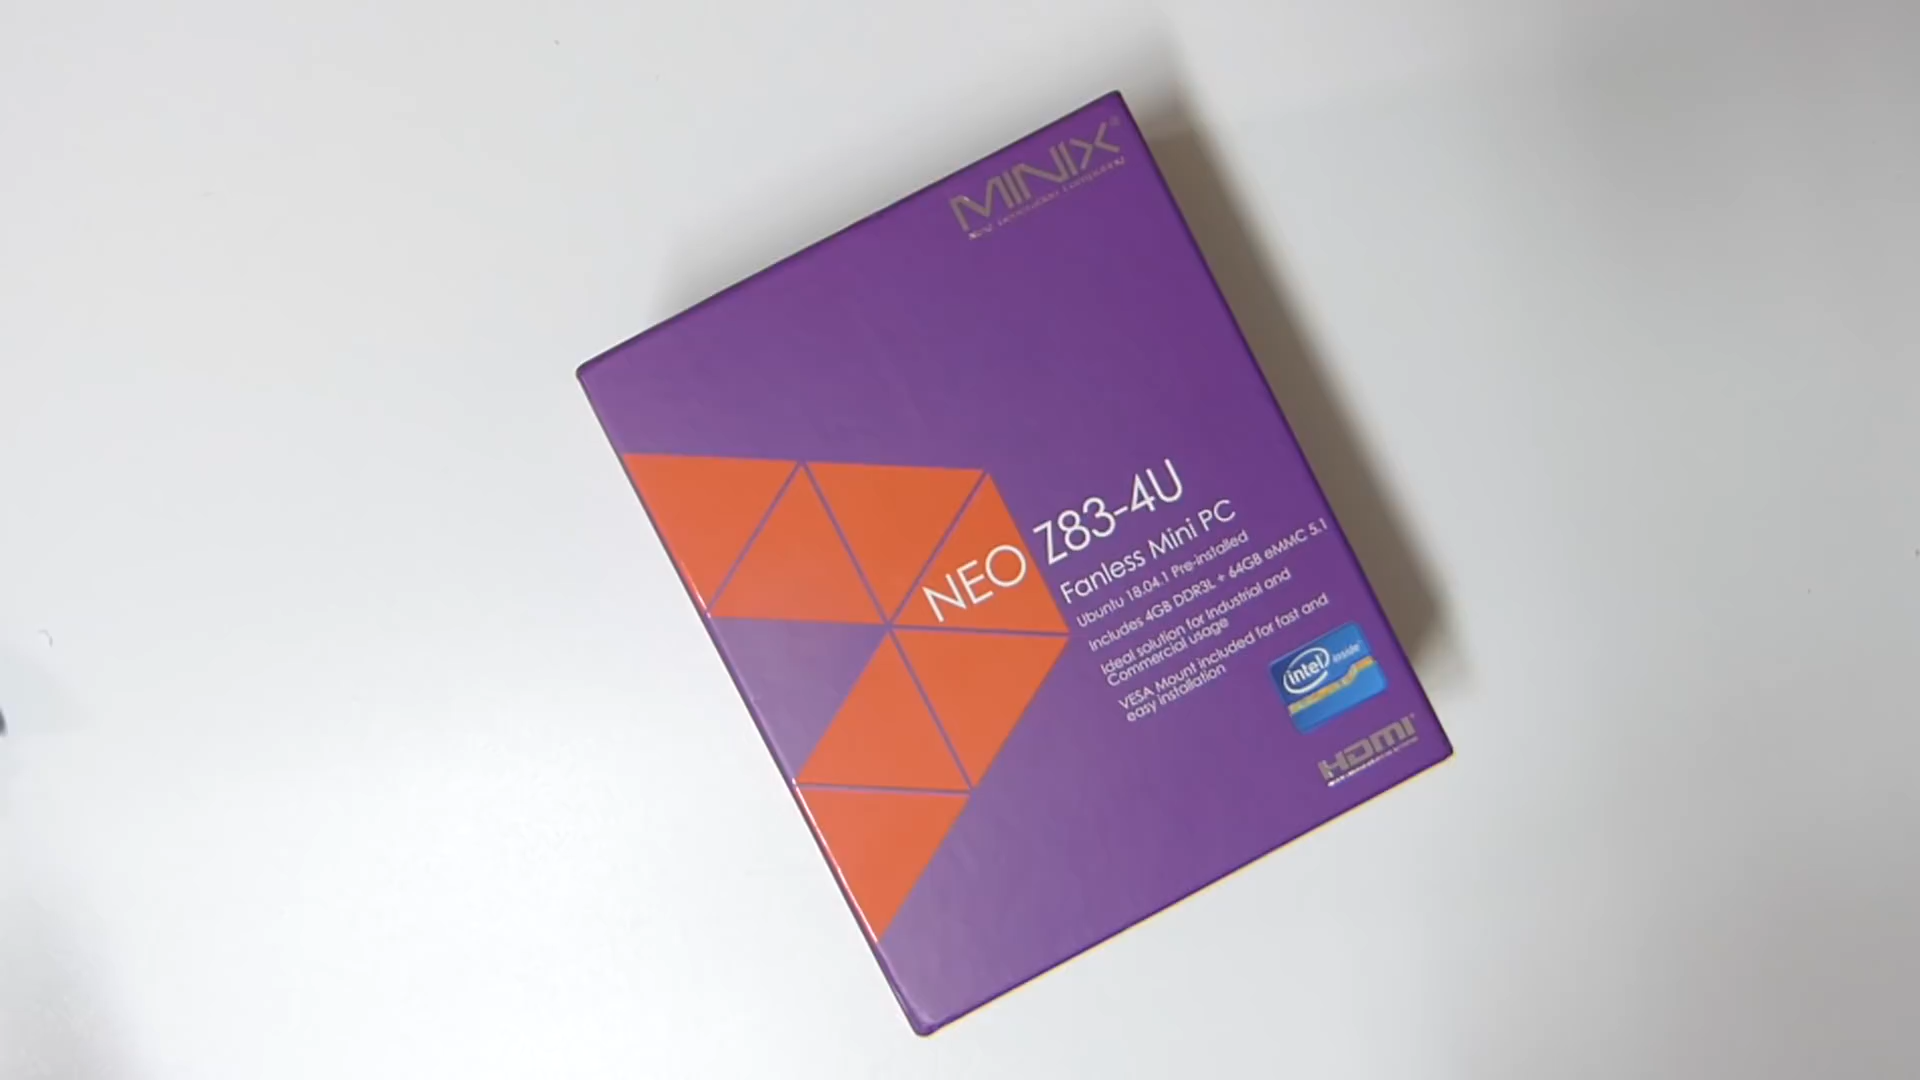 MINIX®
NEO Z83-4U
Fanless Mini PC
Ubuntu 18.04.1 Pre-installed
Includes 4GB DDR3L + 64GB eMMC 5.1
Ideal solution for Industrial and
Commercial usage
VESA Mount included for fast and
easy installation
intel inside®
HDMI®